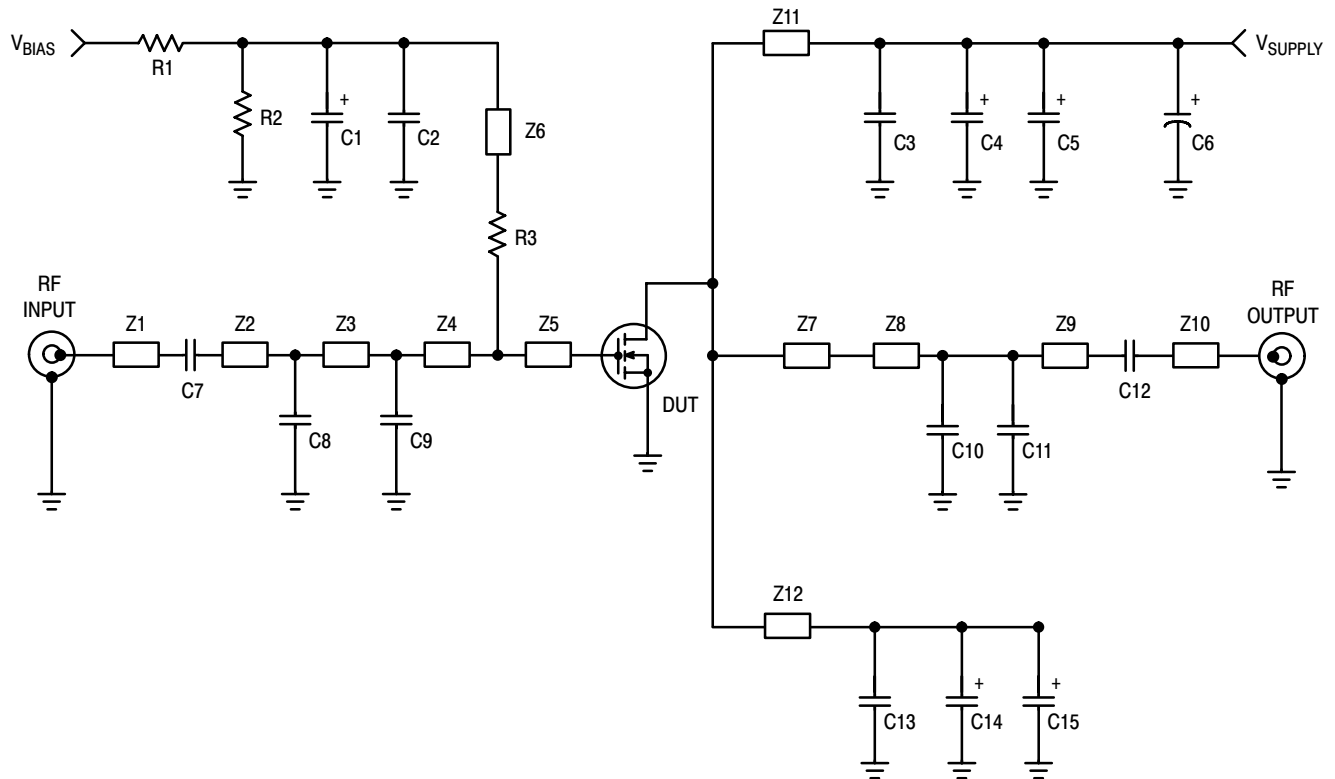 Z11
V_BIAS
R1
V_SUPPLY
R2
+
C1
C2
Z6
C3
+
C4
+
C5
+
C6
R3
RF
INPUT
Z1
Z2
Z3
Z4
Z5
Z7
Z8
Z9
Z10
RF
OUTPUT
C7
DUT
C12
C8
C9
C10
C11
Z12
C13
+
C14
+
C15